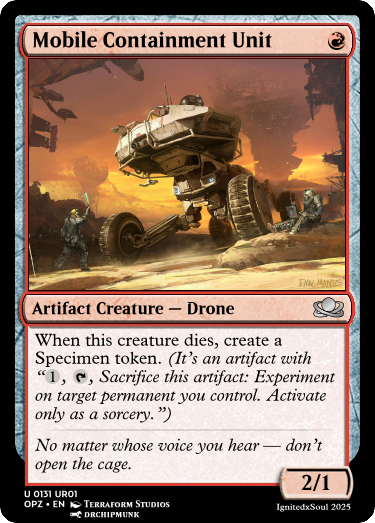 Mobile Containment Unit
Artifact Creature — Drone
When this creature dies, create a
Specimen token. (It's an artifact with
“1, , Sacrifice this artifact: Experiment
on target permanent you control. Activate
only as a sorcery.”)
No matter whose voice you hear — don't
open the cage.
2/1
U 0131 UR01
OPZ • EN Terraform Studios
DRCHIPMUNK
IgnitedxSoul 2025